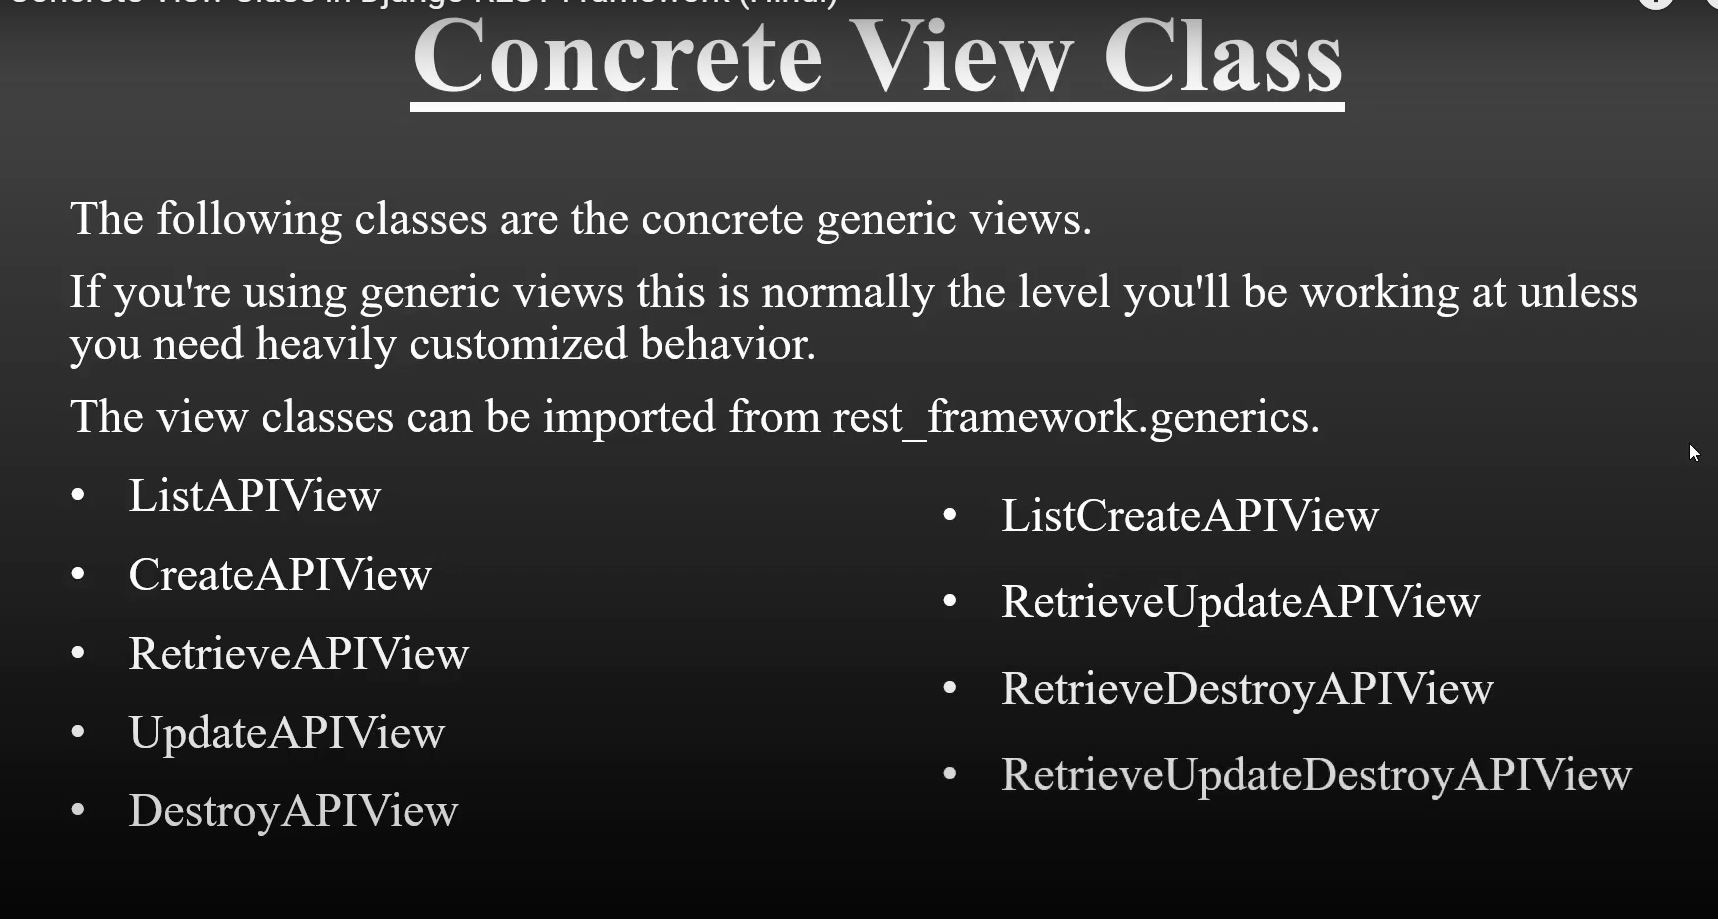 Concrete View Class in Django REST Framework (Hindi)
Concrete View Class
The following classes are the concrete generic views.
If you're using generic views this is normally the level you'll be working at unless
you need heavily customized behavior.
The view classes can be imported from rest_framework.generics.
• ListAPIView
• CreateAPIView
• RetrieveAPIView
• UpdateAPIView
• DestroyAPIView
• ListCreateAPIView
• RetrieveUpdateAPIView
• RetrieveDestroyAPIView
• RetrieveUpdateDestroyAPIView